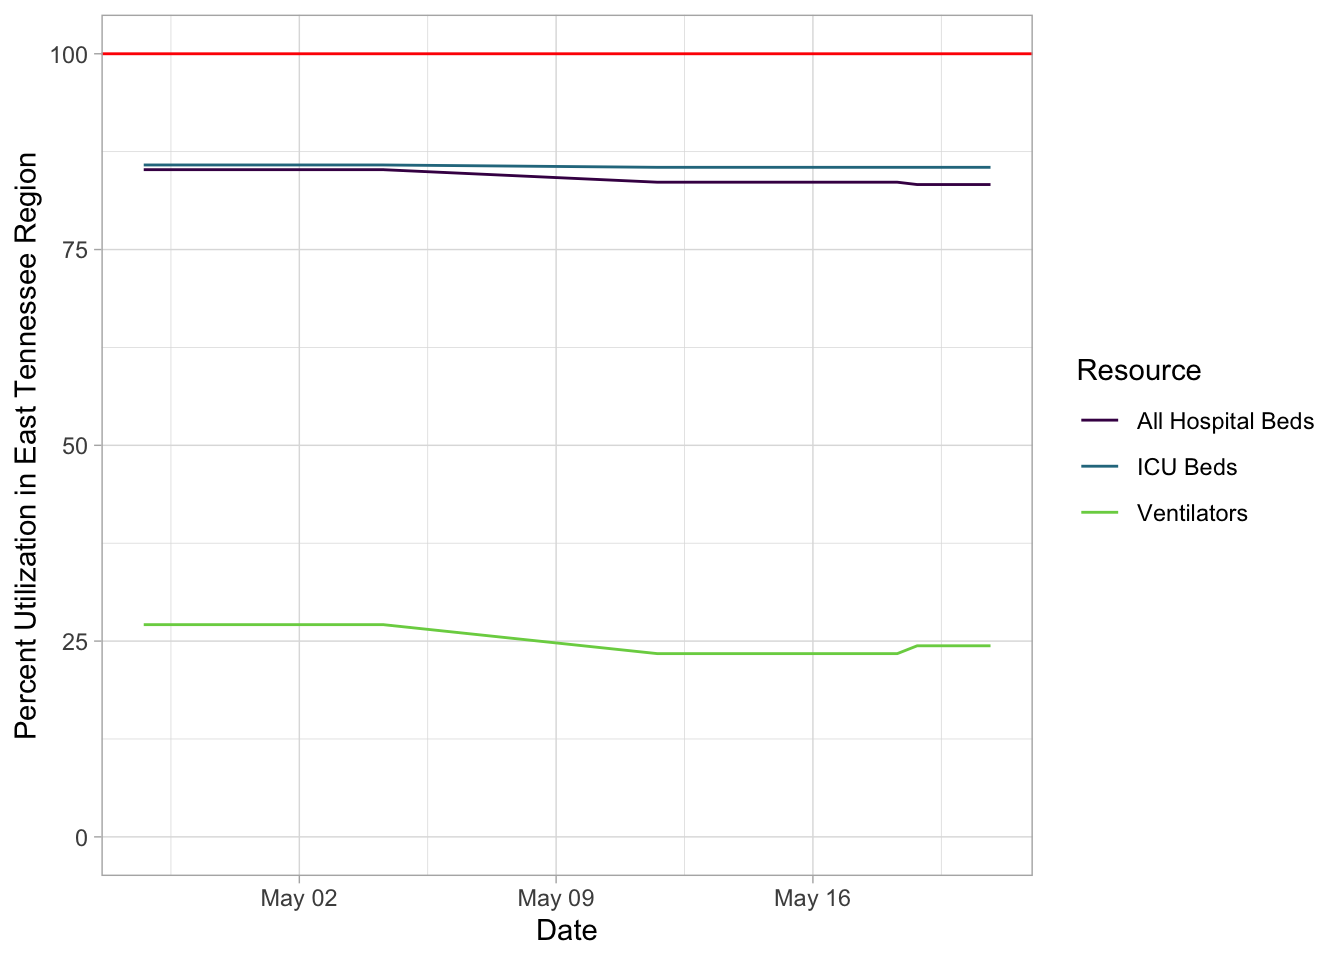 Percent Utilization in East Tennessee Region
100
75
50
25
0
May 02
May 09
May 16
Date
Resource
All Hospital Beds
ICU Beds
Ventilators